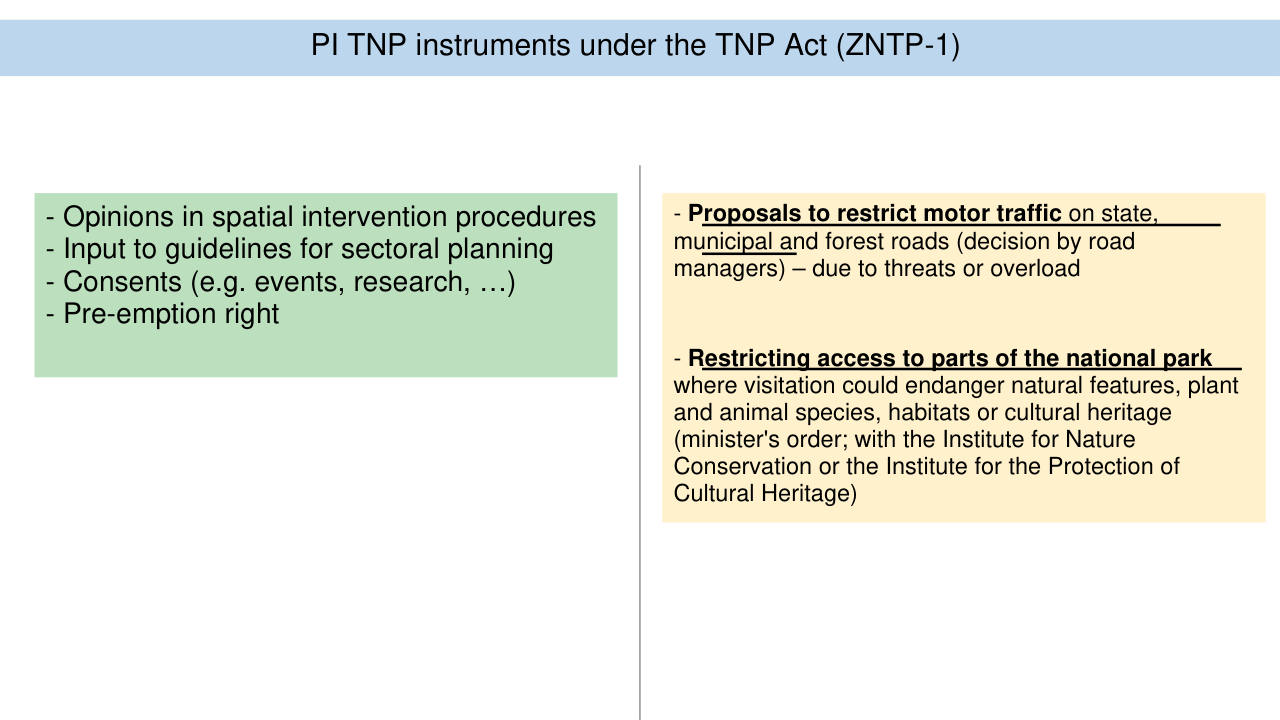 PI TNP instruments under the TNP Act (ZNTP-1)
- Opinions in spatial intervention procedures
- Input to guidelines for sectoral planning
- Consents (e.g. events, research, …)
- Pre-emption right
- Proposals to restrict motor traffic on state,
municipal and forest roads (decision by road
managers) – due to threats or overload
- Restricting access to parts of the national park
where visitation could endanger natural features, plant
and animal species, habitats or cultural heritage
(minister's order; with the Institute for Nature
Conservation or the Institute for the Protection of
Cultural Heritage)